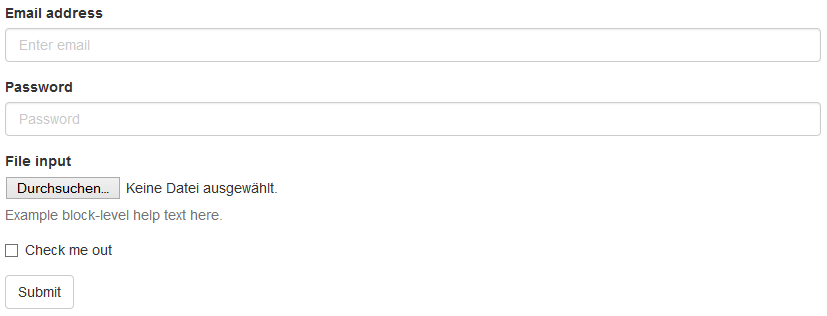 Email address
Enter email
Password
Password
File input
Durchsuchen... Keine Datei ausgewählt.
Example block-level help text here.
Check me out
Submit